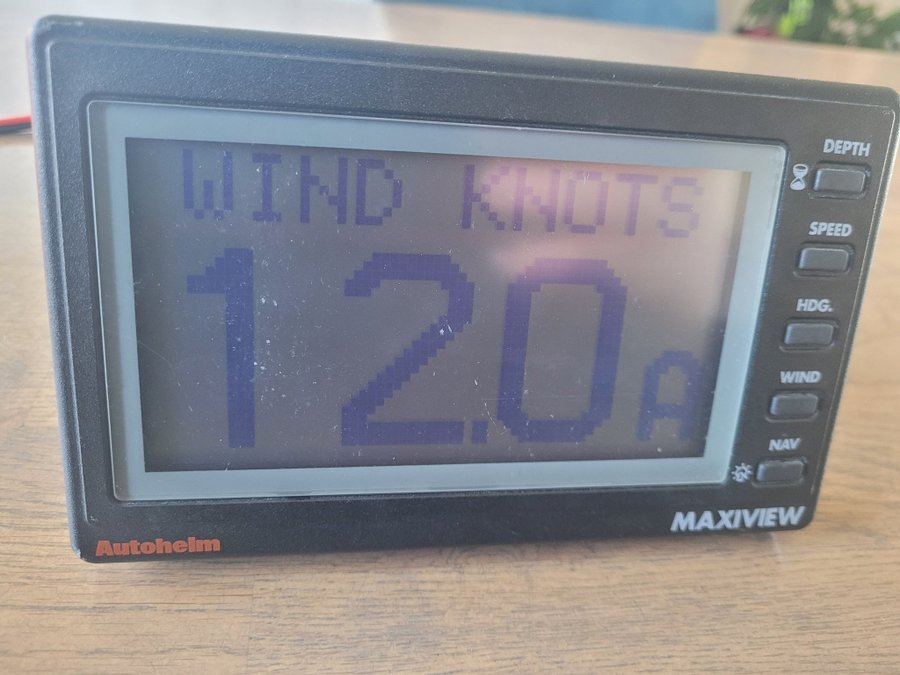 WIND KNOTS
12.0A
DEPTH
SPEED
HDG.
WIND
NAV
MAXIVIEW
Autohelm